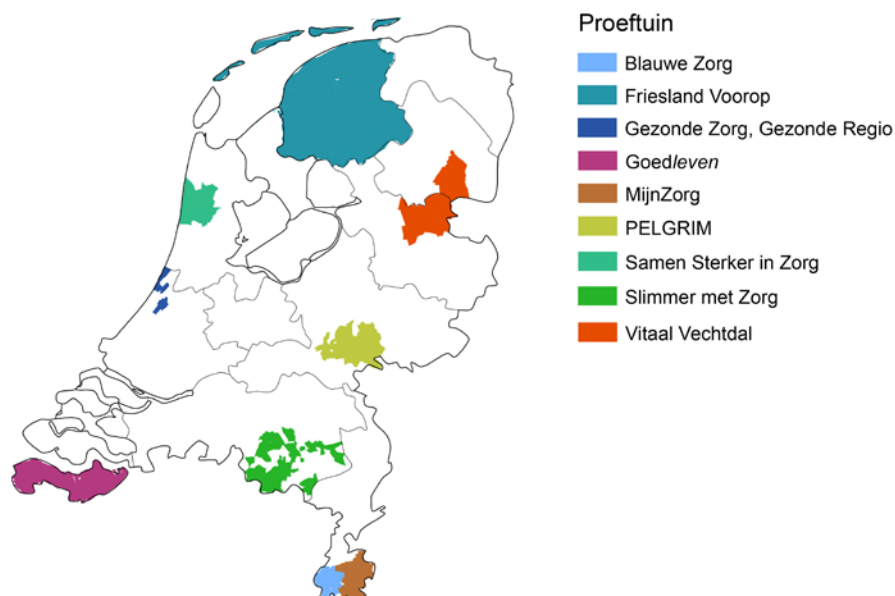 Proeftuin
Blauwe Zorg
Friesland Voorop
Gezonde Zorg, Gezonde Regio
Goedleven
MijnZorg
PELGRIM
Samen Sterker in Zorg
Slimmer met Zorg
Vitaal Vechtdal